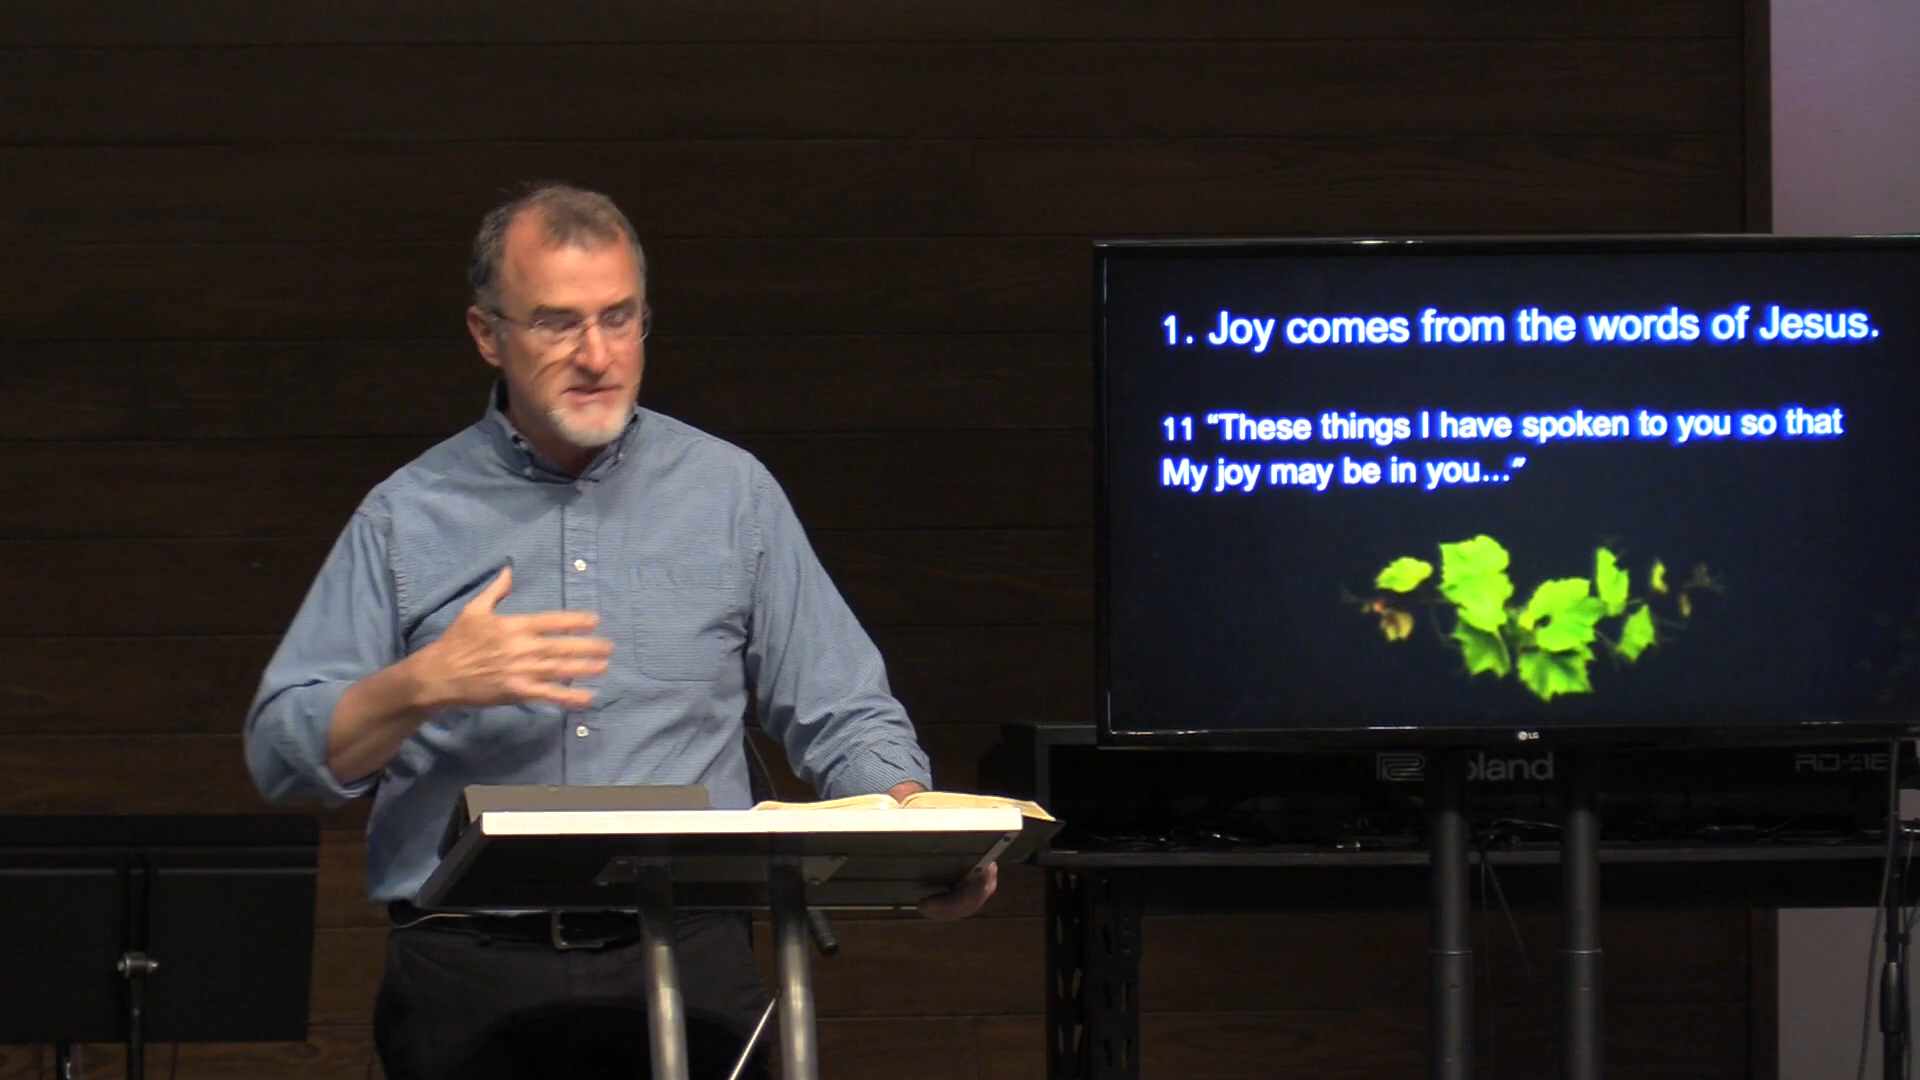 1. Joy comes from the words of Jesus.
11 “These things I have spoken to you so that
My joy may be in you...”
LG
Roland